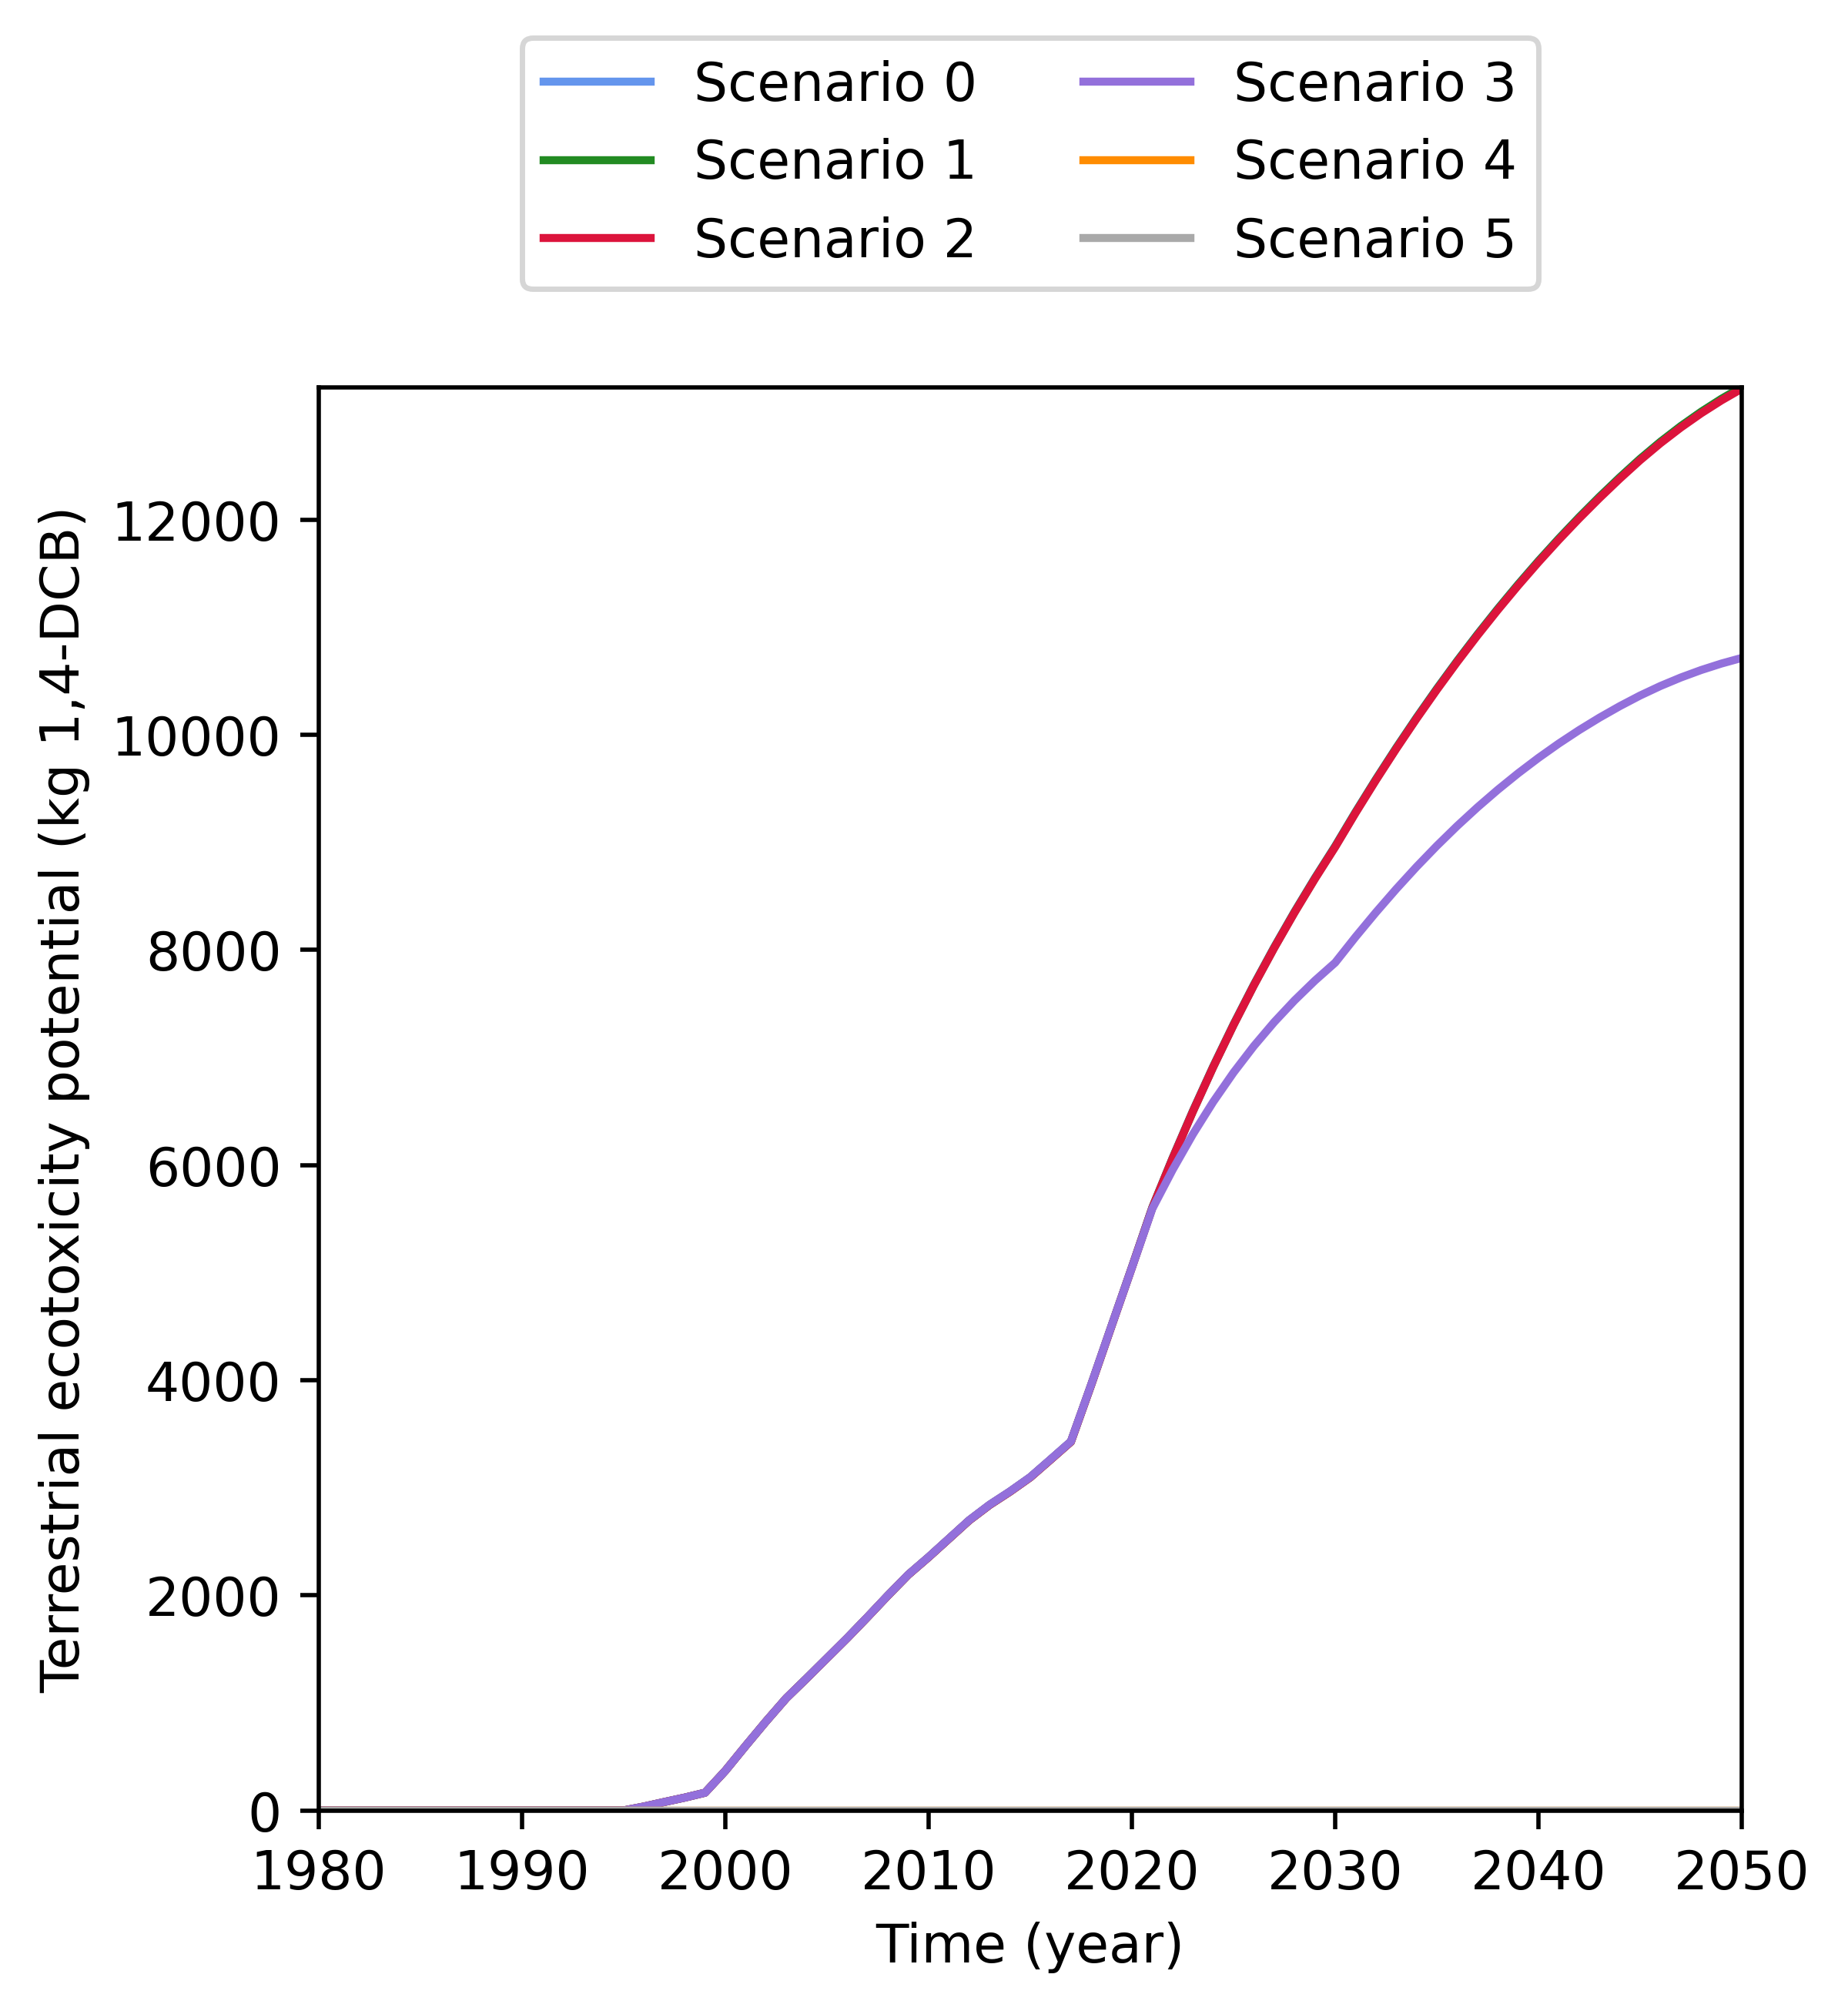 Scenario 0
Scenario 1
Scenario 2
Scenario 3
Scenario 4
Scenario 5
Terrestrial ecotoxicity potential (kg 1,4-DCB)
12000
10000
8000
6000
4000
2000
0
1980 1990 2000 2010 2020 2030 2040 2050
Time (year)